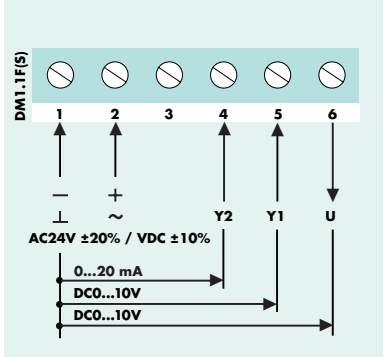 DM1.1F(S)
1 2 3 4 5 6
– +
⊥ ~ Y2 Y1 U
AC24V ±20% / VDC ±10%
0...20 mA
DC0...10V
DC0...10V